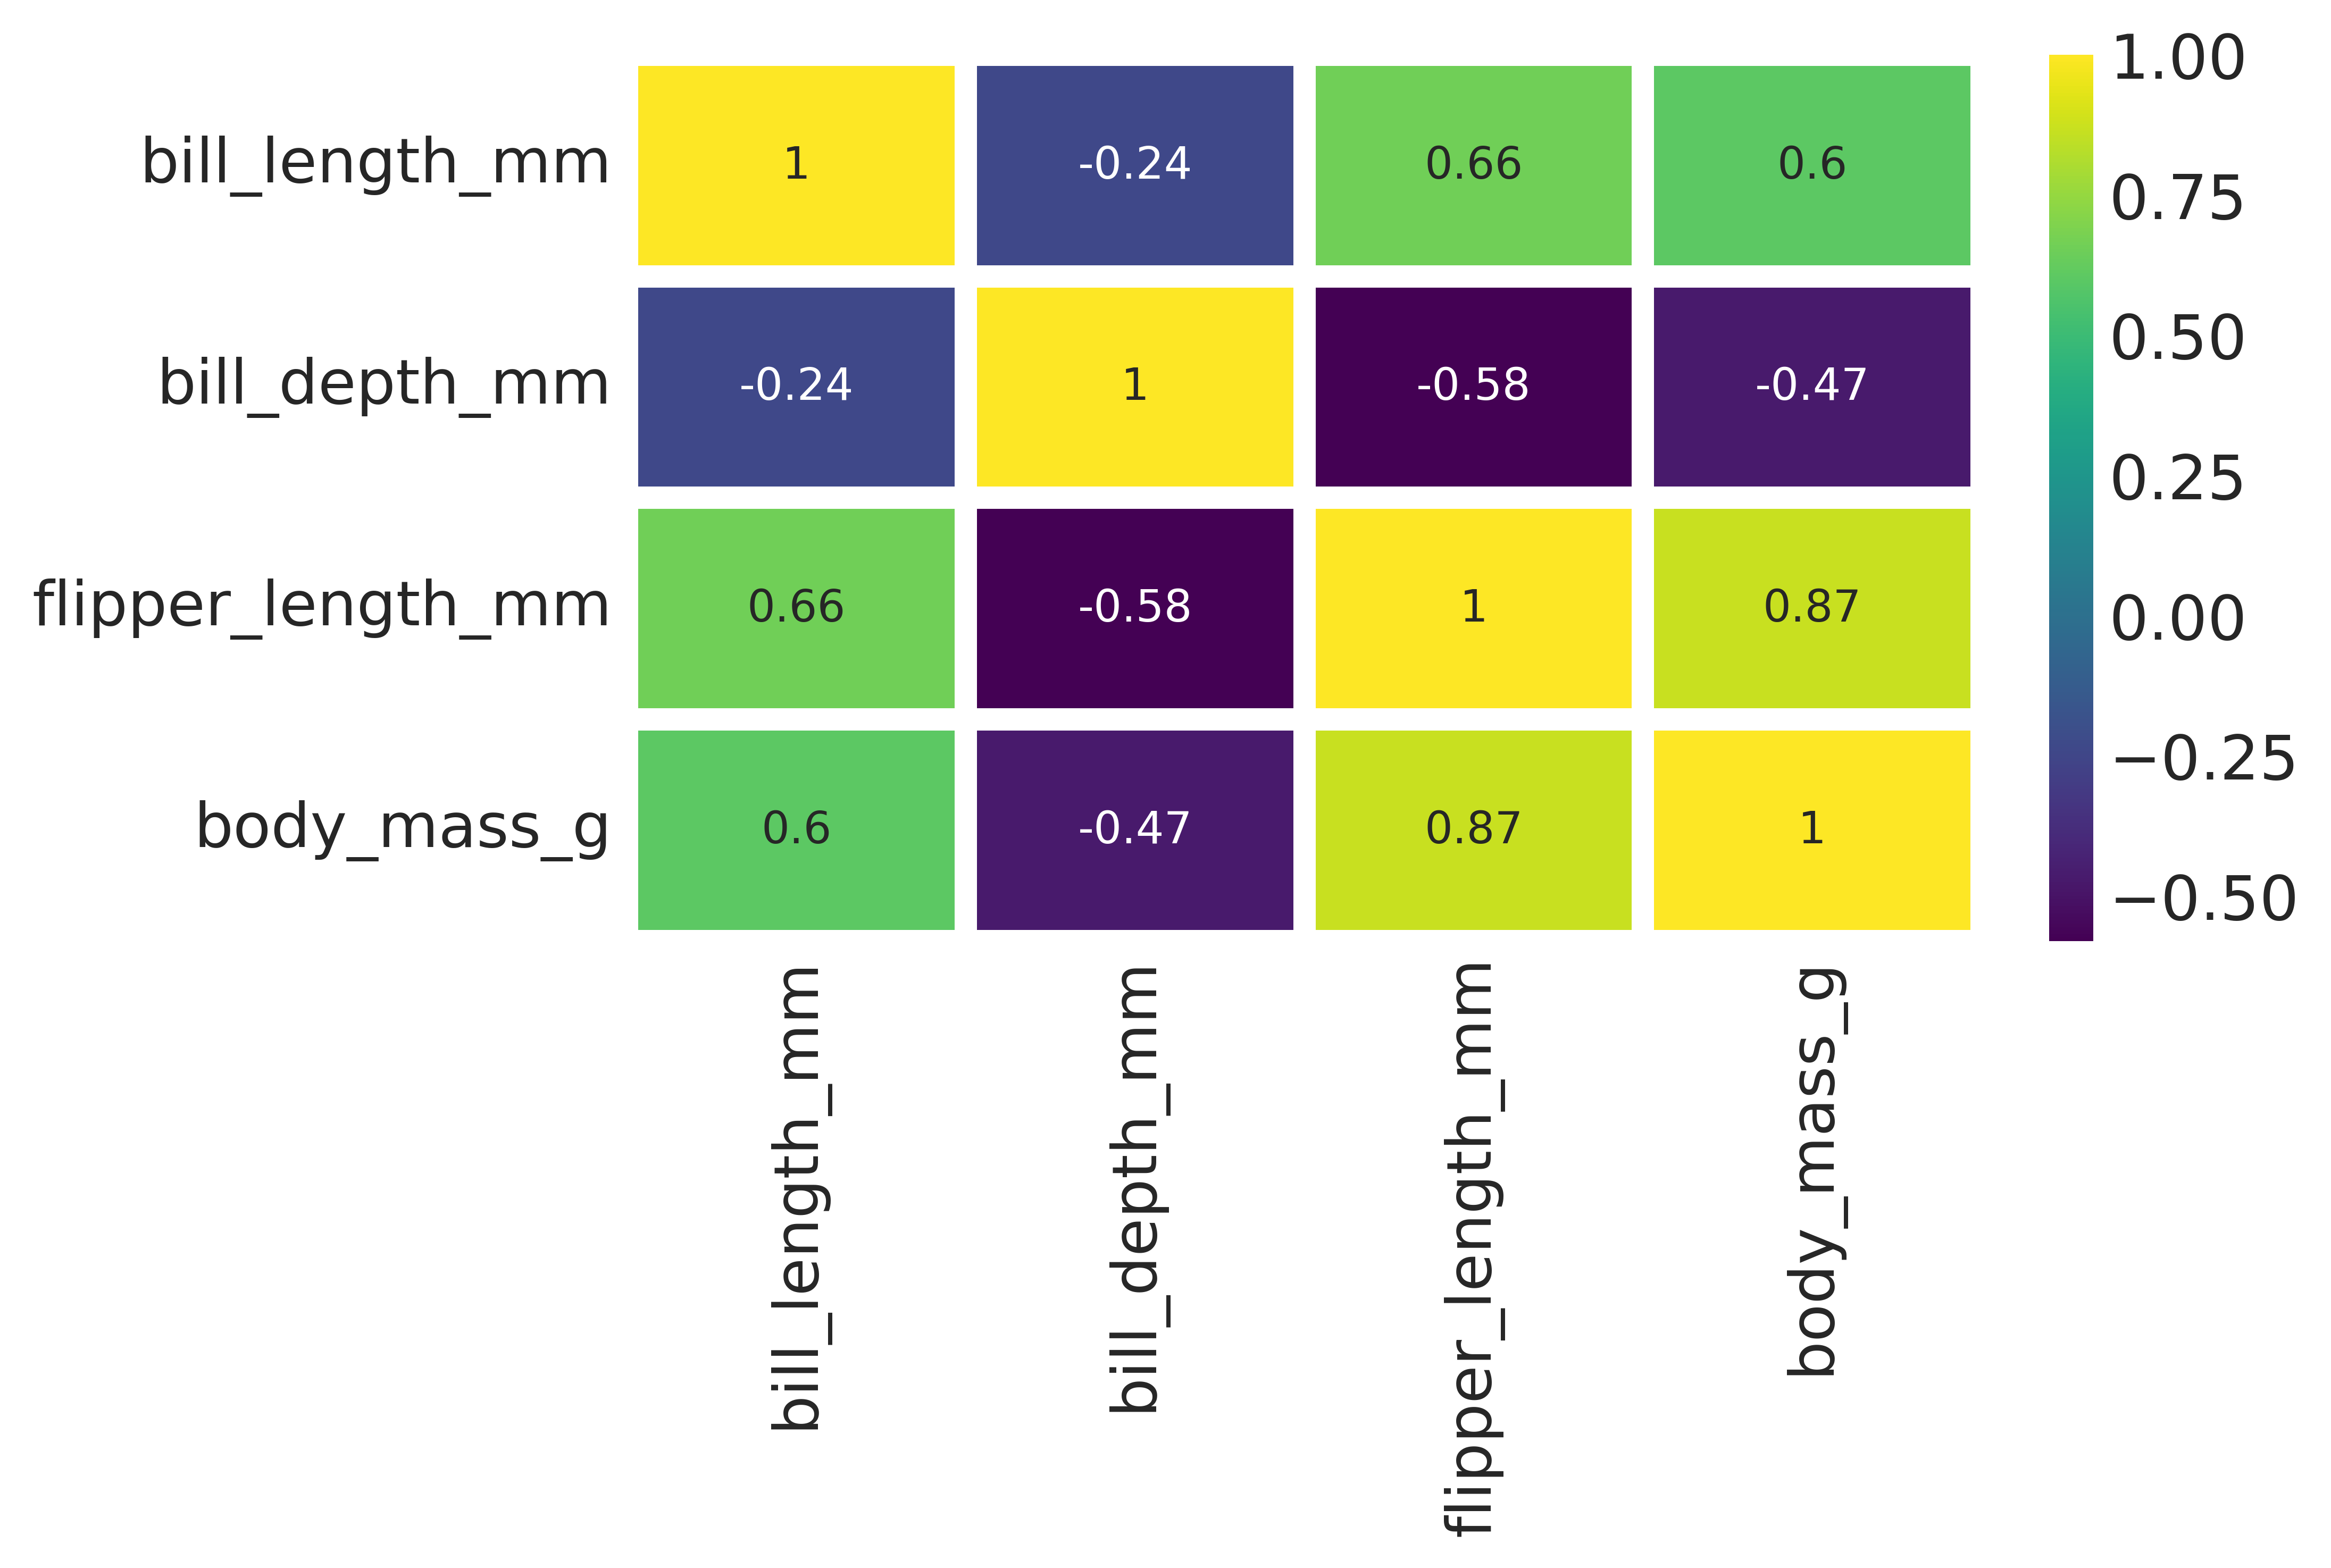 bill_length_mm 1 -0.24 0.66 0.6
bill_depth_mm -0.24 1 -0.58 -0.47
flipper_length_mm 0.66 -0.58 1 0.87
body_mass_g 0.6 -0.47 0.87 1
bill_length_mm
bill_depth_mm
flipper_length_mm
body_mass_g
1.00
0.75
0.50
0.25
0.00
−0.25
−0.50